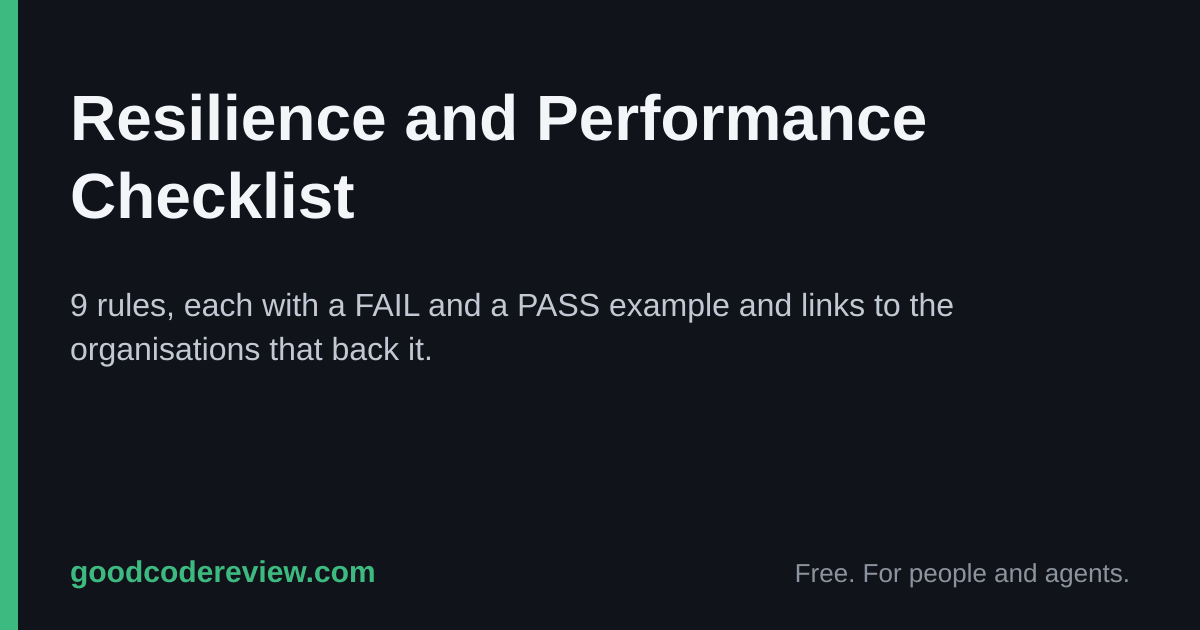 Resilience and Performance
Checklist
9 rules, each with a FAIL and a PASS example and links to the
organisations that back it.
goodcodereview.com
Free. For people and agents.